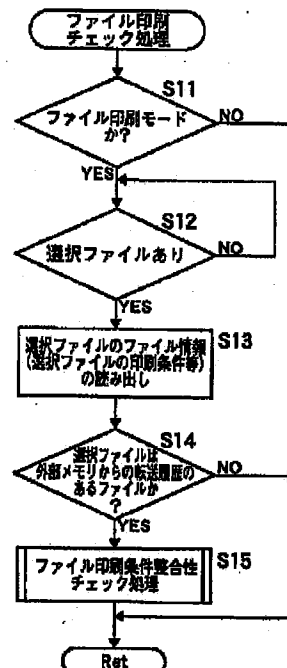 ファイル印刷
チェック処理
S11
ファイル印刷モード
か？
NO
YES
S12
選択ファイルあり
NO
YES
S13
選択ファイルのファイル情報
(選択ファイルの印刷条件等)
の読み出し
S14
選択ファイルは
外部メモリからの転送履歴の
あるファイルか
？
NO
YES
S15
ファイル印刷条件整合性
チェック処理
Ret